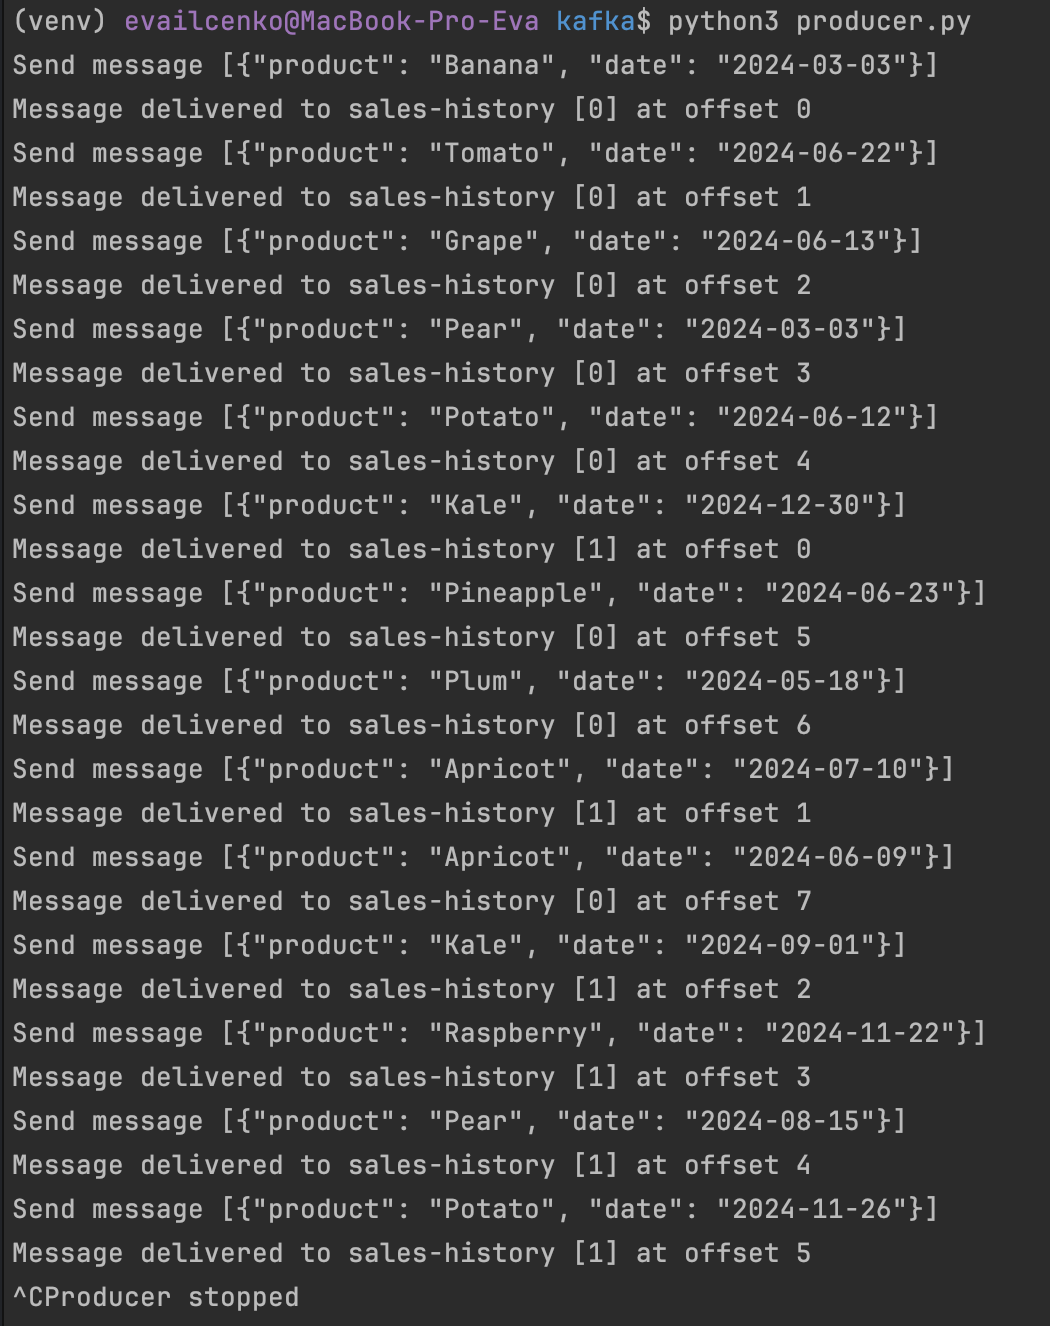 (venv) evailcenko@MacBook-Pro-Eva kafka$ python3 producer.py
Send message [{"product": "Banana", "date": "2024-03-03"}]
Message delivered to sales-history [0] at offset 0
Send message [{"product": "Tomato", "date": "2024-06-22"}]
Message delivered to sales-history [0] at offset 1
Send message [{"product": "Grape", "date": "2024-06-13"}]
Message delivered to sales-history [0] at offset 2
Send message [{"product": "Pear", "date": "2024-03-03"}]
Message delivered to sales-history [0] at offset 3
Send message [{"product": "Potato", "date": "2024-06-12"}]
Message delivered to sales-history [0] at offset 4
Send message [{"product": "Kale", "date": "2024-12-30"}]
Message delivered to sales-history [1] at offset 0
Send message [{"product": "Pineapple", "date": "2024-06-23"}]
Message delivered to sales-history [0] at offset 5
Send message [{"product": "Plum", "date": "2024-05-18"}]
Message delivered to sales-history [0] at offset 6
Send message [{"product": "Apricot", "date": "2024-07-10"}]
Message delivered to sales-history [1] at offset 1
Send message [{"product": "Apricot", "date": "2024-06-09"}]
Message delivered to sales-history [0] at offset 7
Send message [{"product": "Kale", "date": "2024-09-01"}]
Message delivered to sales-history [1] at offset 2
Send message [{"product": "Raspberry", "date": "2024-11-22"}]
Message delivered to sales-history [1] at offset 3
Send message [{"product": "Pear", "date": "2024-08-15"}]
Message delivered to sales-history [1] at offset 4
Send message [{"product": "Potato", "date": "2024-11-26"}]
Message delivered to sales-history [1] at offset 5
^CProducer stopped